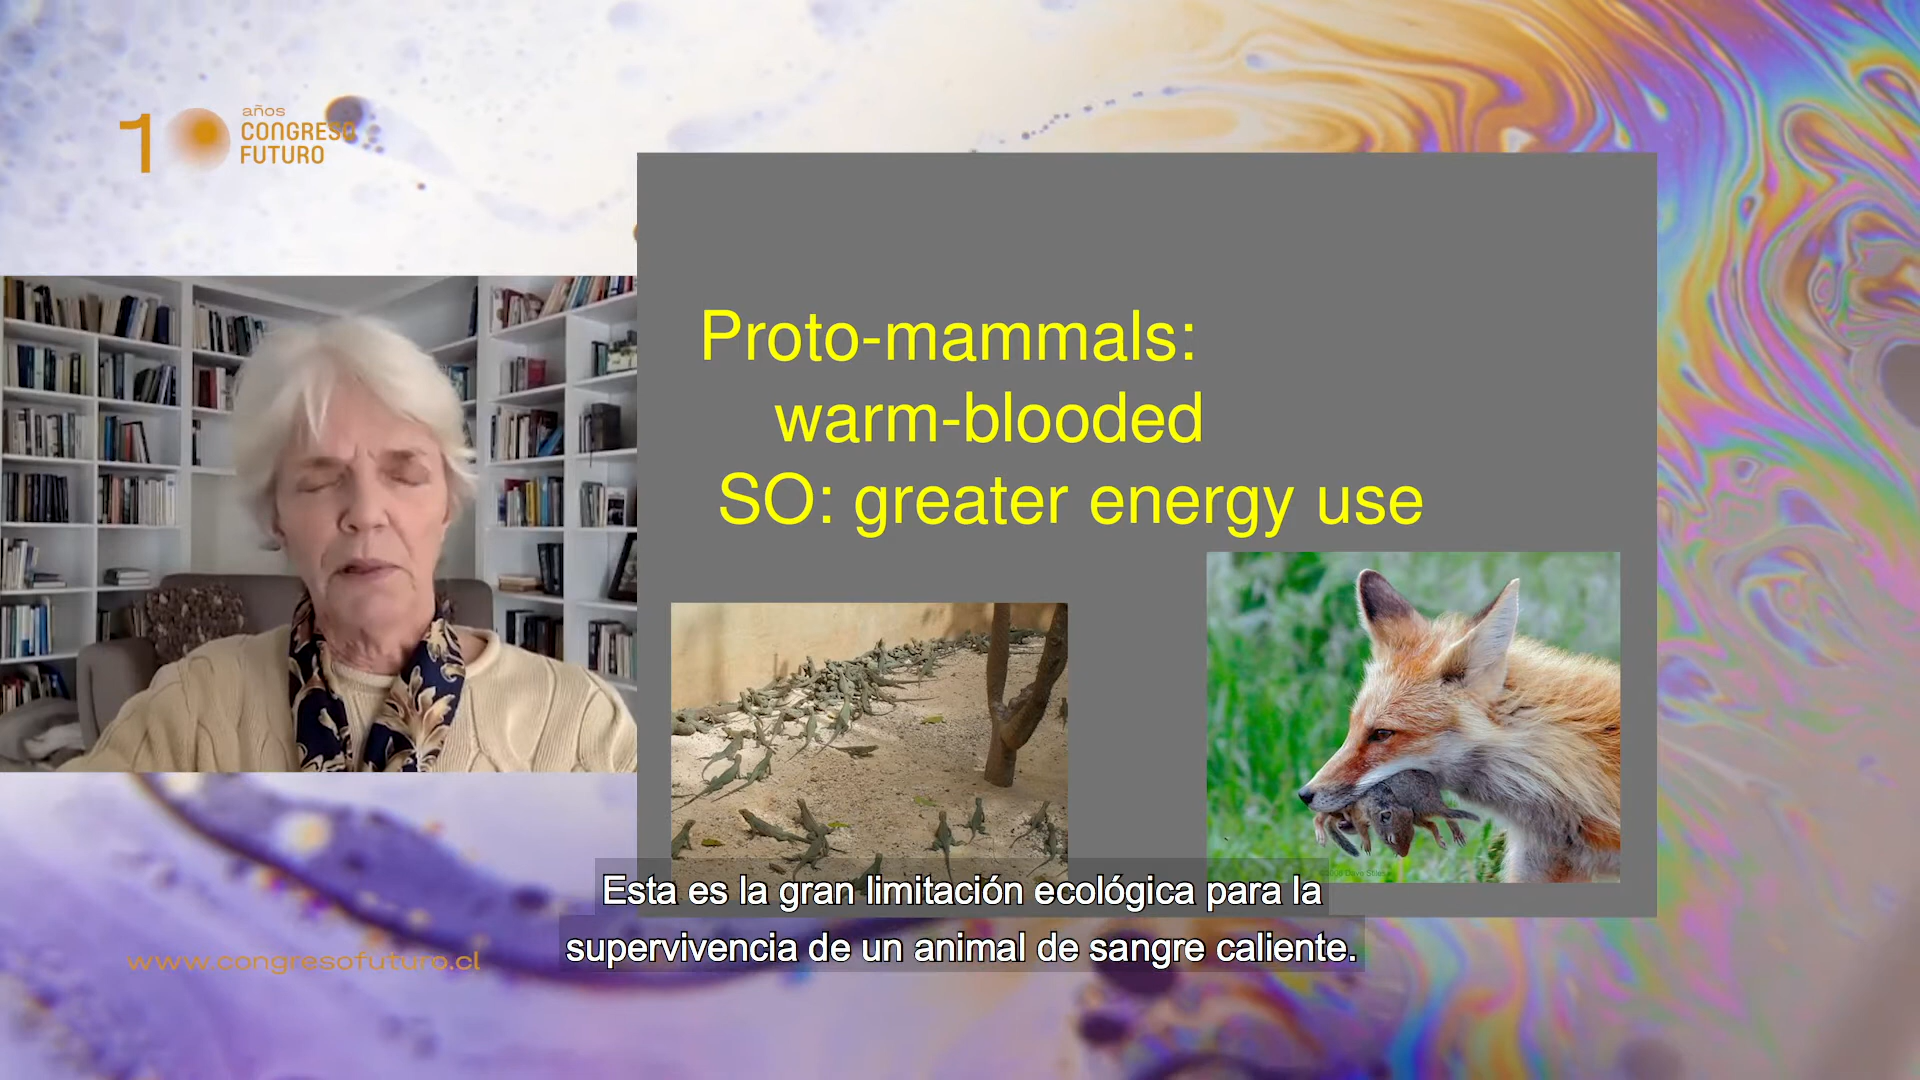 10 años
CONGRESO
FUTURO
Proto-mammals:
warm-blooded
SO: greater energy use
Esta es la gran limitación ecológica para la
supervivencia de un animal de sangre caliente.
www.congresofuturo.cl